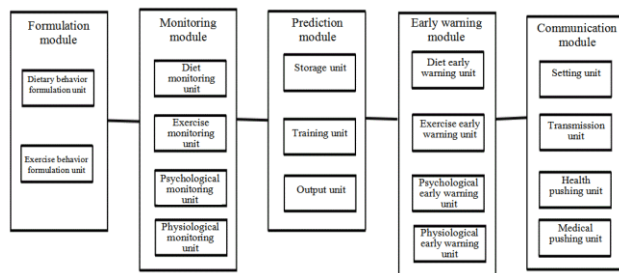 Formulation
module
Dietary behavior
formulation unit
Exercise behavior
formulation unit
Monitoring
module
Diet
monitoring
unit
Exercise
monitoring
unit
Psychological
monitoring unit
Physiological
monitoring unit
Prediction
module
Storage unit
Training unit
Output unit
Early warning
module
Diet early
warning unit
Exercise early
warning unit
Psychological
early warning
unit
Physiological
early warning unit
Communication
module
Setting unit
Transmission
unit
Health
pushing unit
Medical
pushing unit